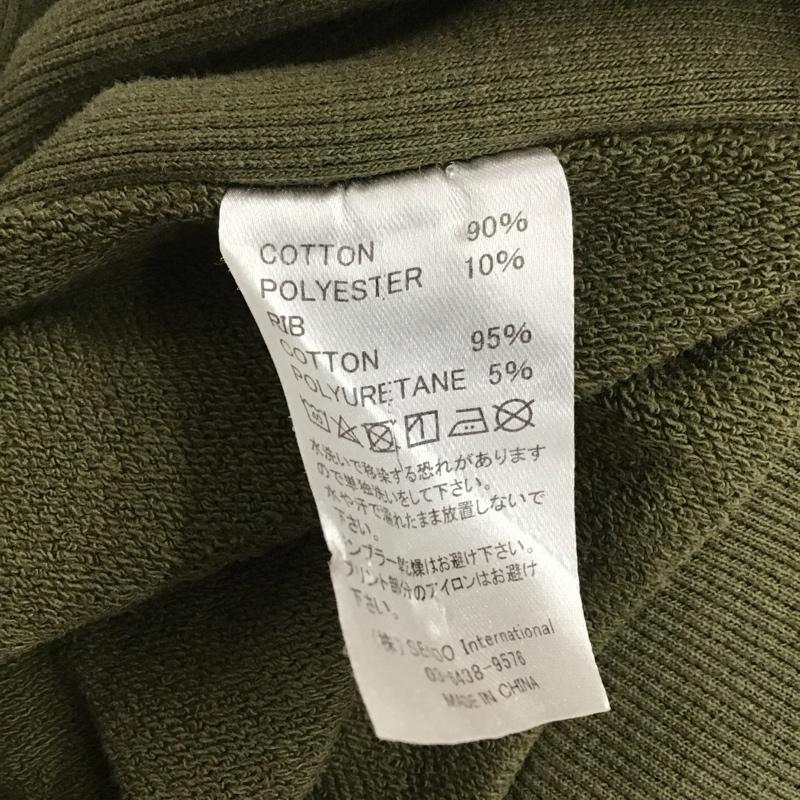 COTTON 90%
POLYESTER 10%
RIB
COTTON 95%
POLYURETANE 5%
水洗いで移染する恐れがあります
ので単独洗いをして下さい。
水や汗で濡れたまま放置しないで
下さい。
ンブラー乾燥はお避け下さい。
プリント部分のアイロンはお避け
下さい。
(株) SEIDO International
03-6438-9576
MADE IN CHINA